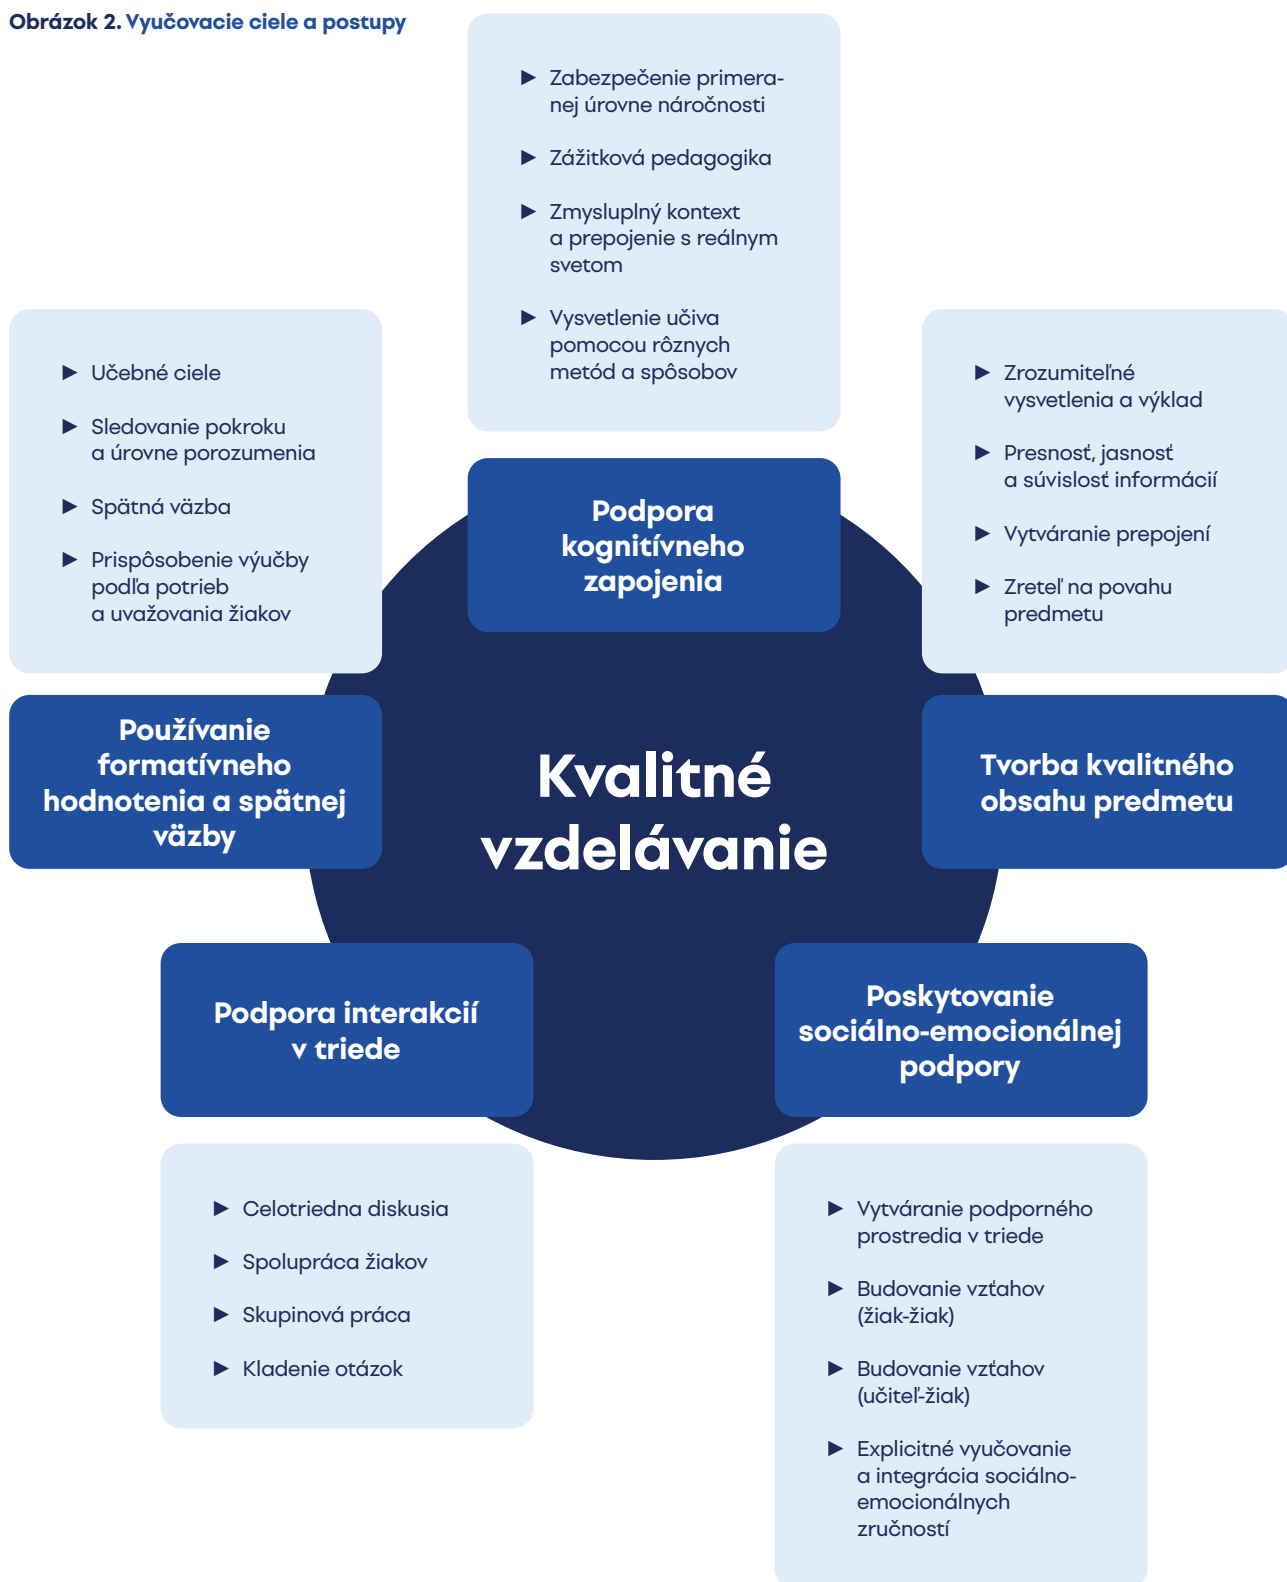 Obrázok 2. Vyučovacie ciele a postupy
► Zabezpečenie primera-
nej úrovne náročnosti
► Zážitková pedagogika
► Zmysluplný kontext
a prepojenie s reálnym
svetom
► Vysvetlenie učiva
pomocou rôznych
metód a spôsobov
Podpora
kognitívneho
zapojenia
► Učebné ciele
► Sledovanie pokroku
a úrovne porozumenia
► Spätná väzba
► Prispôsobenie výučby
podľa potrieb
a uvažovania žiakov
Používanie
formatívneho
hodnotenia a spätnej
väzby
► Zrozumiteľné
vysvetlenia a výklad
► Presnosť, jasnosť
a súvislosť informácií
► Vytváranie prepojení
► Zreteľ na povahu
predmetu
Tvorba kvalitného
obsahu predmetu
Kvalitné
vzdelávanie
Podpora interakcií
v triede
► Celotriedna diskusia
► Spolupráca žiakov
► Skupinová práca
► Kladenie otázok
Poskytovanie
sociálno-emocionálnej
podpory
► Vytváranie podporného
prostredia v triede
► Budovanie vzťahov
(žiak-žiak)
► Budovanie vzťahov
(učiteľ-žiak)
► Explicitné vyučovanie
a integrácia sociálno-
emocionálnych
zručností